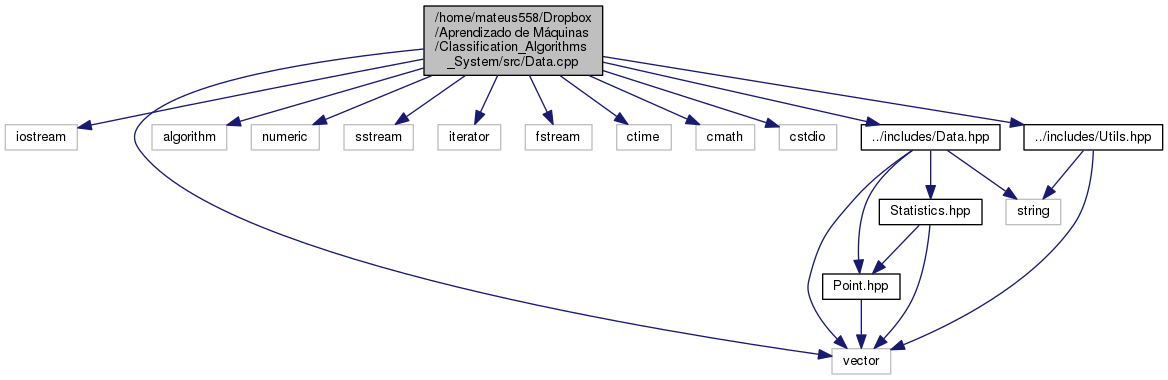 /home/mateus558/Dropbox
/Aprendizado de Máquinas
/Classification_Algorithms
_System/src/Data.cpp
iostream
algorithm
numeric
sstream
iterator
fstream
ctime
cmath
cstdio
../includes/Data.hpp
../includes/Utils.hpp
Statistics.hpp
string
Point.hpp
vector